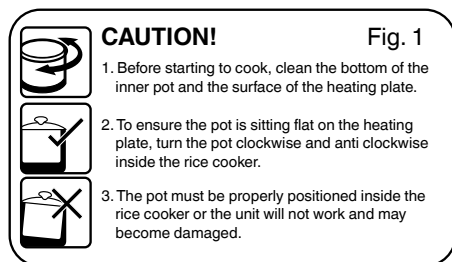 CAUTION! Fig. 1
1. Before starting to cook, clean the bottom of the
inner pot and the surface of the heating plate.
2. To ensure the pot is sitting flat on the heating
plate, turn the pot clockwise and anti clockwise
inside the rice cooker.
3. The pot must be properly positioned inside the
rice cooker or the unit will not work and may
become damaged.